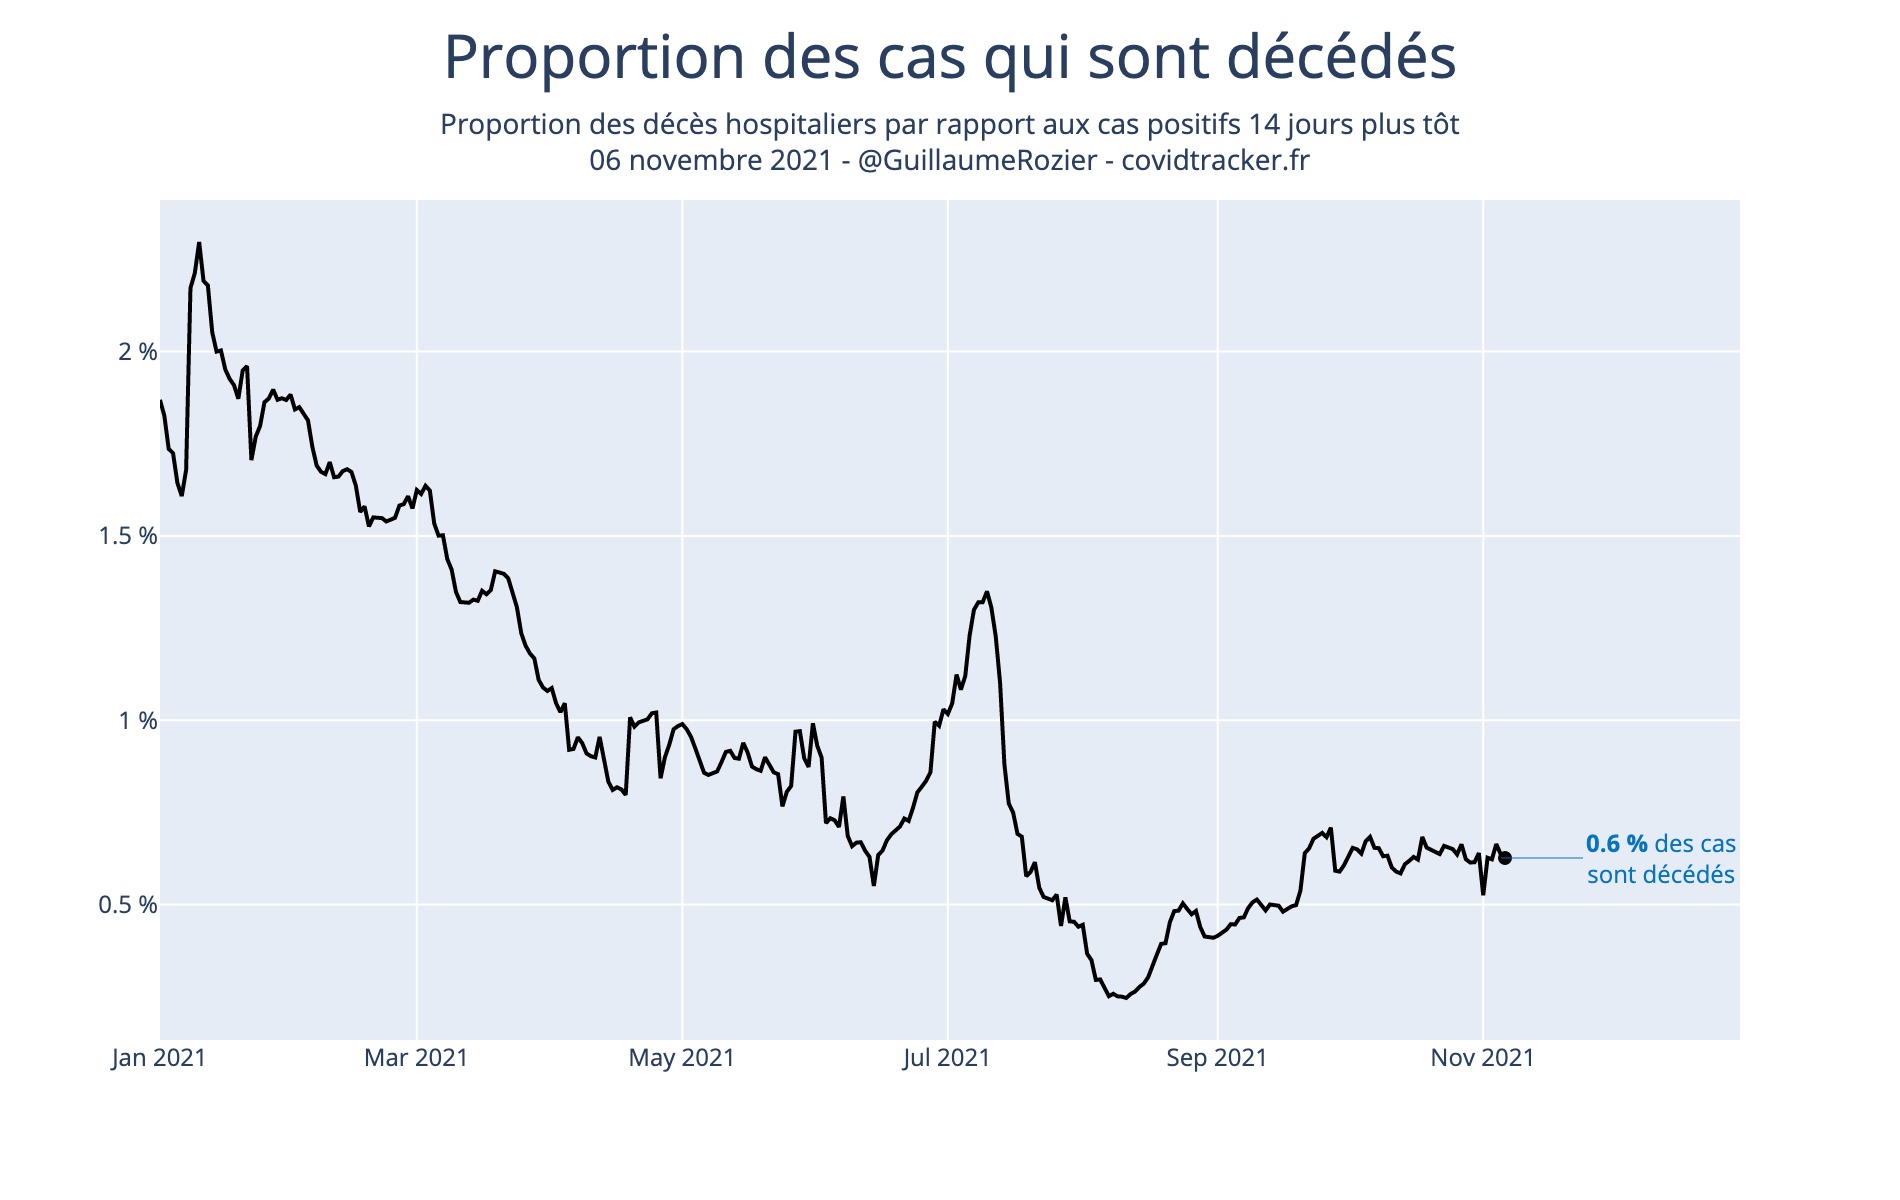 Proportion des cas qui sont décédés
Proportion des décès hospitaliers par rapport aux cas positifs 14 jours plus tôt
06 novembre 2021 - @GuillaumeRozier - covidtracker.fr
2 %
1.5 %
1 %
0.5 %
0.6 % des cas
sont décédés
Jan 2021
Mar 2021
May 2021
Jul 2021
Sep 2021
Nov 2021